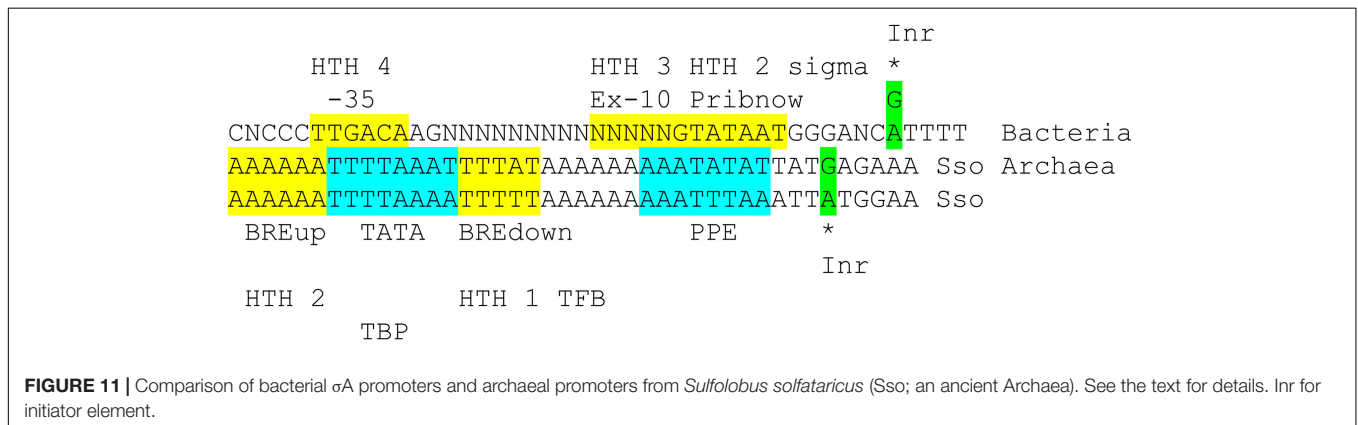 Inr
HTH 4 HTH 3 HTH 2 sigma *
-35 Ex-10 Pribnow G
CNCCCTTGACAAGNNNNNNNNNNNNNNGTATAATGGGANCATTTT Bacteria
AAAAAATTTTAAATTTTATAAAAAAAAATATATTATGAGAAA Sso Archaea
AAAAAATTTTAAAATTTTTAAAAAAAAATTTAAATTATGGAA Sso
BREup TATA BREdown PPE *
Inr
HTH 2 HTH 1 TFB
TBP
FIGURE 11 | Comparison of bacterial σA promoters and archaeal promoters from Sulfolobus solfataricus (Sso; an ancient Archaea). See the text for details. Inr for
initiator element.